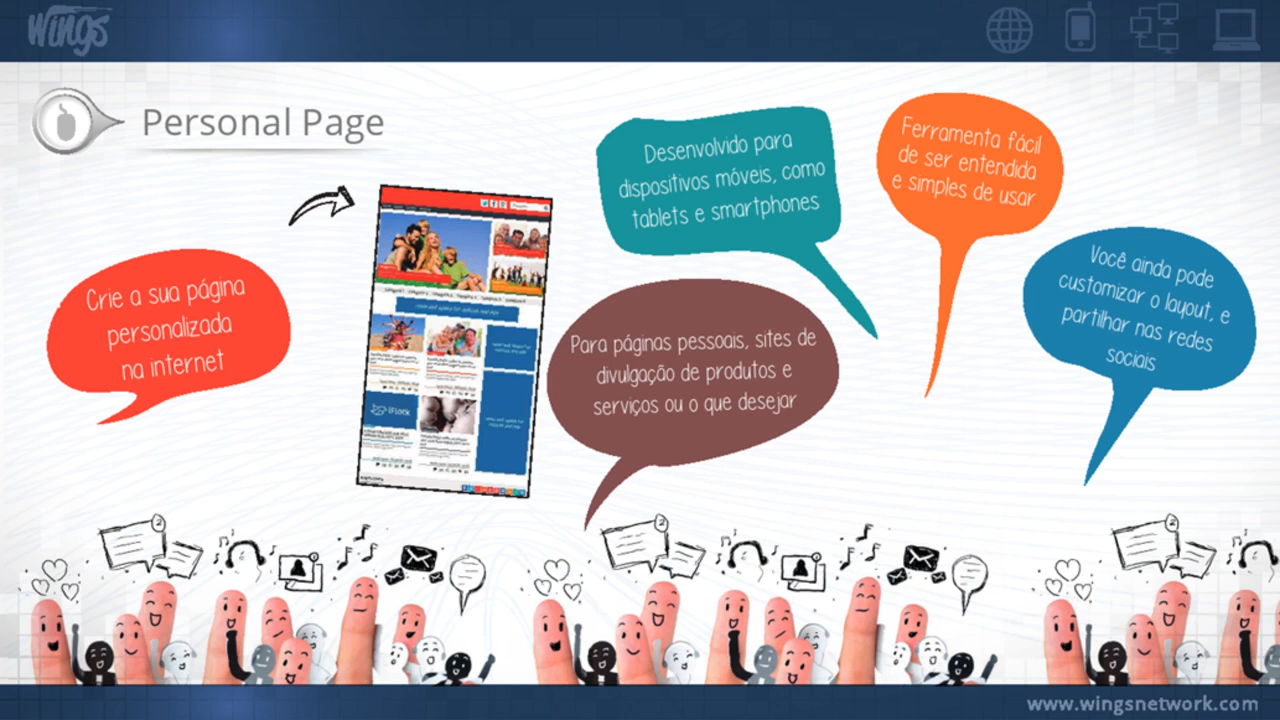 Wings
Personal Page
Crie a sua página
personalizada
na internet
Desenvolvido para
dispositivos móveis, como
tablets e smartphones
Ferramenta fácil
de ser entendida
e simples de usar
Você ainda pode
customizar o layout, e
partilhar nas redes
sociais
Para páginas pessoais, sites de
divulgação de produtos e
serviços ou o que desejar
iFlock
www.wingsnetwork.com